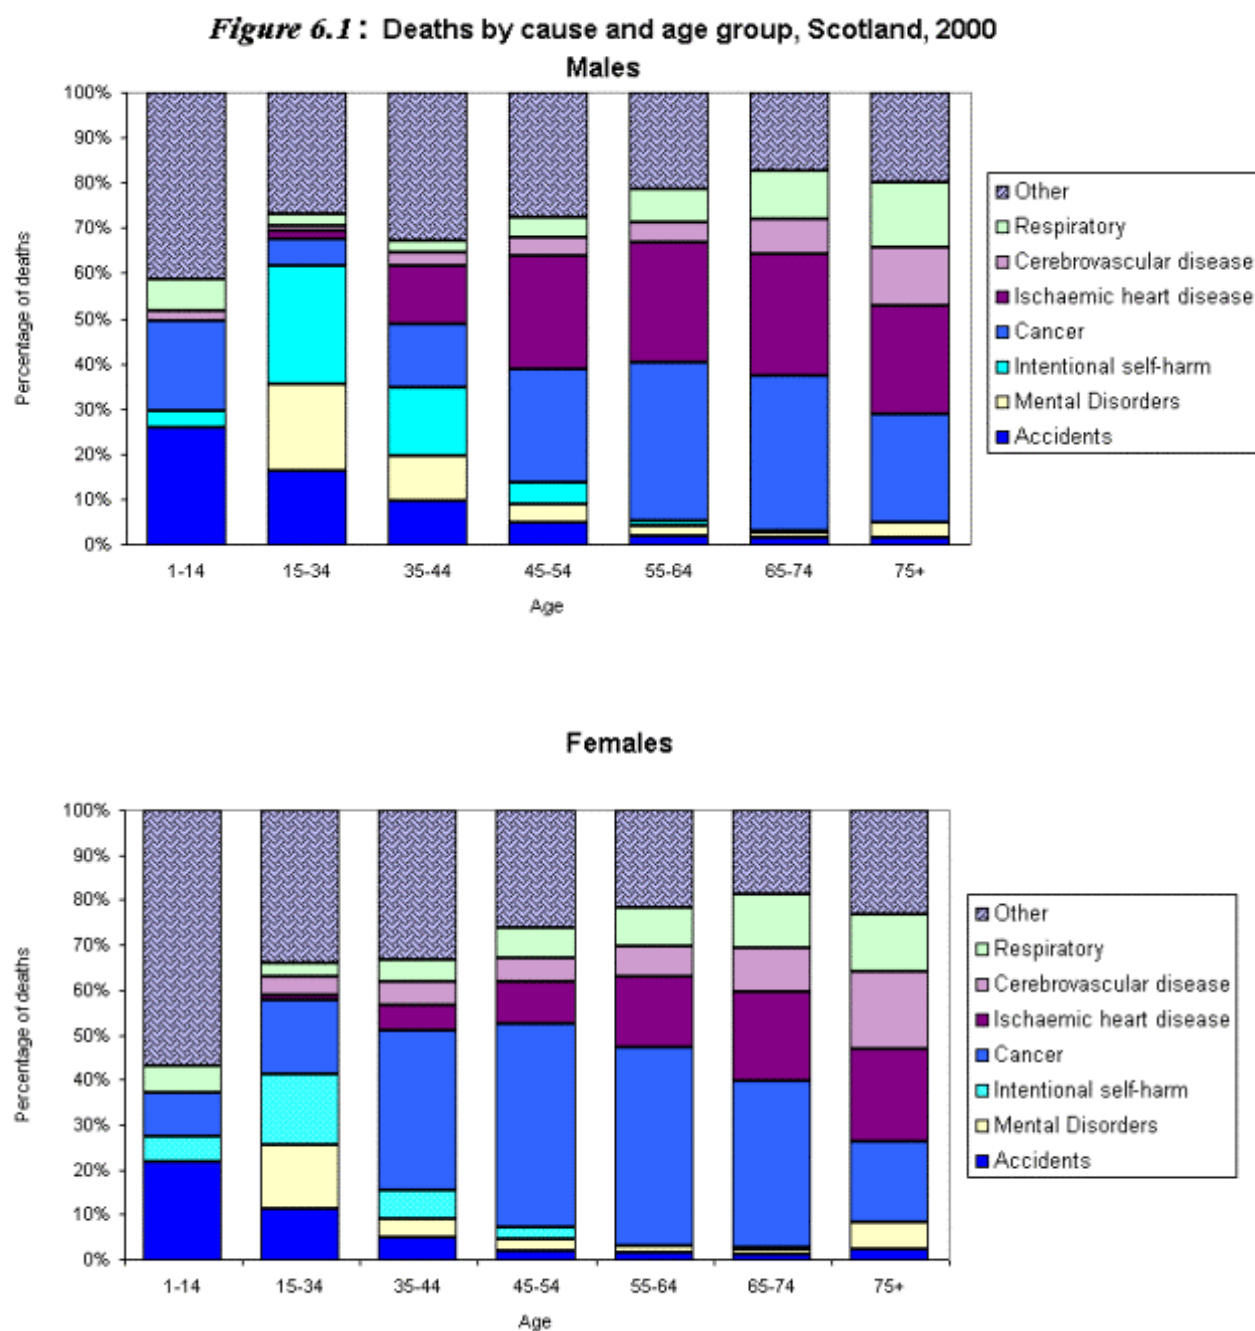 Figure 6.1: Deaths by cause and age group, Scotland, 2000
Males
100%
90%
80%
70%
60%
50%
40%
30%
20%
10%
0%
Percentage of deaths
1-14 15-34 35-44 45-54 55-64 65-74 75+
Age
Other
Respiratory
Cerebrovascular disease
Ischaemic heart disease
Cancer
Intentional self-harm
Mental Disorders
Accidents
Females
100%
90%
80%
70%
60%
50%
40%
30%
20%
10%
0%
Percentage of deaths
1-14 15-34 35-44 45-54 55-64 65-74 75+
Age
Other
Respiratory
Cerebrovascular disease
Ischaemic heart disease
Cancer
Intentional self-harm
Mental Disorders
Accidents